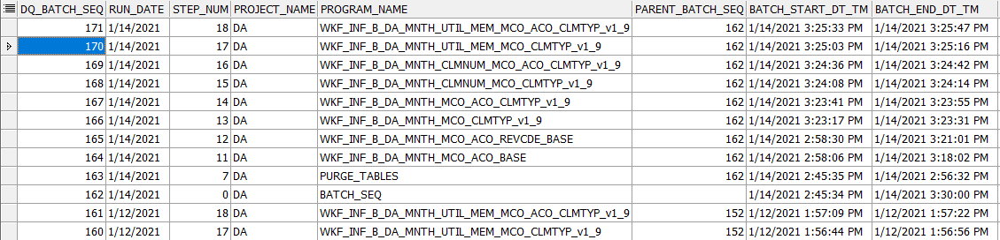 DQ_BATCH_SEQ RUN_DATE STEP_NUM PROJECT_NAME PROGRAM_NAME PARENT_BATCH_SEQ BATCH_START_DT_TM BATCH_END_DT_TM
171 1/14/2021 18 DA WKF_INF_B_DA_MNTH_UTIL_MEM_MCO_ACO_CLMTYP_v1_9 162 1/14/2021 3:25:33 PM 1/14/2021 3:25:47 PM
170 1/14/2021 17 DA WKF_INF_B_DA_MNTH_UTIL_MEM_MCO_CLMTYP_v1_9 162 1/14/2021 3:25:03 PM 1/14/2021 3:25:16 PM
169 1/14/2021 16 DA WKF_INF_B_DA_MNTH_CLMNUM_MCO_ACO_CLMTYP_v1_9 162 1/14/2021 3:24:36 PM 1/14/2021 3:24:42 PM
168 1/14/2021 15 DA WKF_INF_B_DA_MNTH_CLMNUM_MCO_CLMTYP_v1_9 162 1/14/2021 3:24:08 PM 1/14/2021 3:24:14 PM
167 1/14/2021 14 DA WKF_INF_B_DA_MNTH_MCO_ACO_CLMTYP_v1_9 162 1/14/2021 3:23:41 PM 1/14/2021 3:23:55 PM
166 1/14/2021 13 DA WKF_INF_B_DA_MNTH_MCO_CLMTYP_v1_9 162 1/14/2021 3:23:17 PM 1/14/2021 3:23:31 PM
165 1/14/2021 12 DA WKF_INF_B_DA_MNTH_MCO_ACO_REVCDE_BASE 162 1/14/2021 2:58:30 PM 1/14/2021 3:21:01 PM
164 1/14/2021 11 DA WKF_INF_B_DA_MNTH_MCO_ACO_BASE 162 1/14/2021 2:58:06 PM 1/14/2021 3:18:02 PM
163 1/14/2021 7 DA PURGE_TABLES 162 1/14/2021 2:45:35 PM 1/14/2021 2:56:32 PM
162 1/14/2021 0 DA BATCH_SEQ 1/14/2021 2:45:34 PM 1/14/2021 3:30:00 PM
161 1/12/2021 18 DA WKF_INF_B_DA_MNTH_UTIL_MEM_MCO_ACO_CLMTYP_v1_9 152 1/12/2021 1:57:09 PM 1/12/2021 1:57:22 PM
160 1/12/2021 17 DA WKF_INF_B_DA_MNTH_UTIL_MEM_MCO_CLMTYP_v1_9 152 1/12/2021 1:56:44 PM 1/12/2021 1:56:56 PM